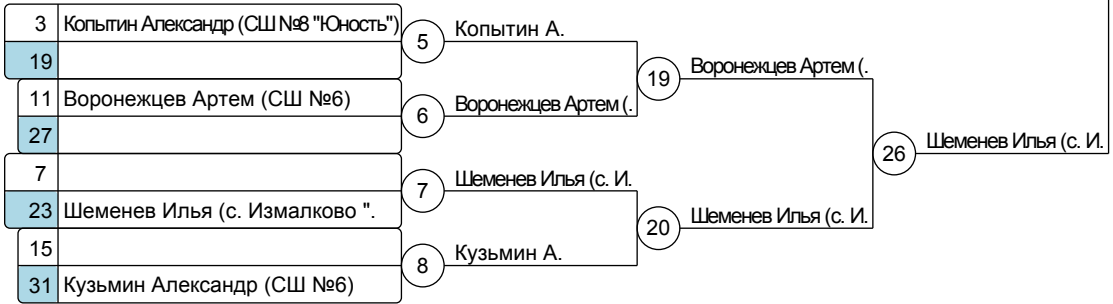 3 Копытин Александр (СШ №8 "Юность")
5 Копытин А.
19
19 Воронежцев Артем (.
11 Воронежцев Артем (СШ №6)
6 Воронежцев Артем (.
27
26 Шеменев Илья (с. И.
7
7 Шеменев Илья (с. И.
23 Шеменев Илья (с. Измалково ".
20 Шеменев Илья (с. И.
15
8 Кузьмин А.
31 Кузьмин Александр (СШ №6)